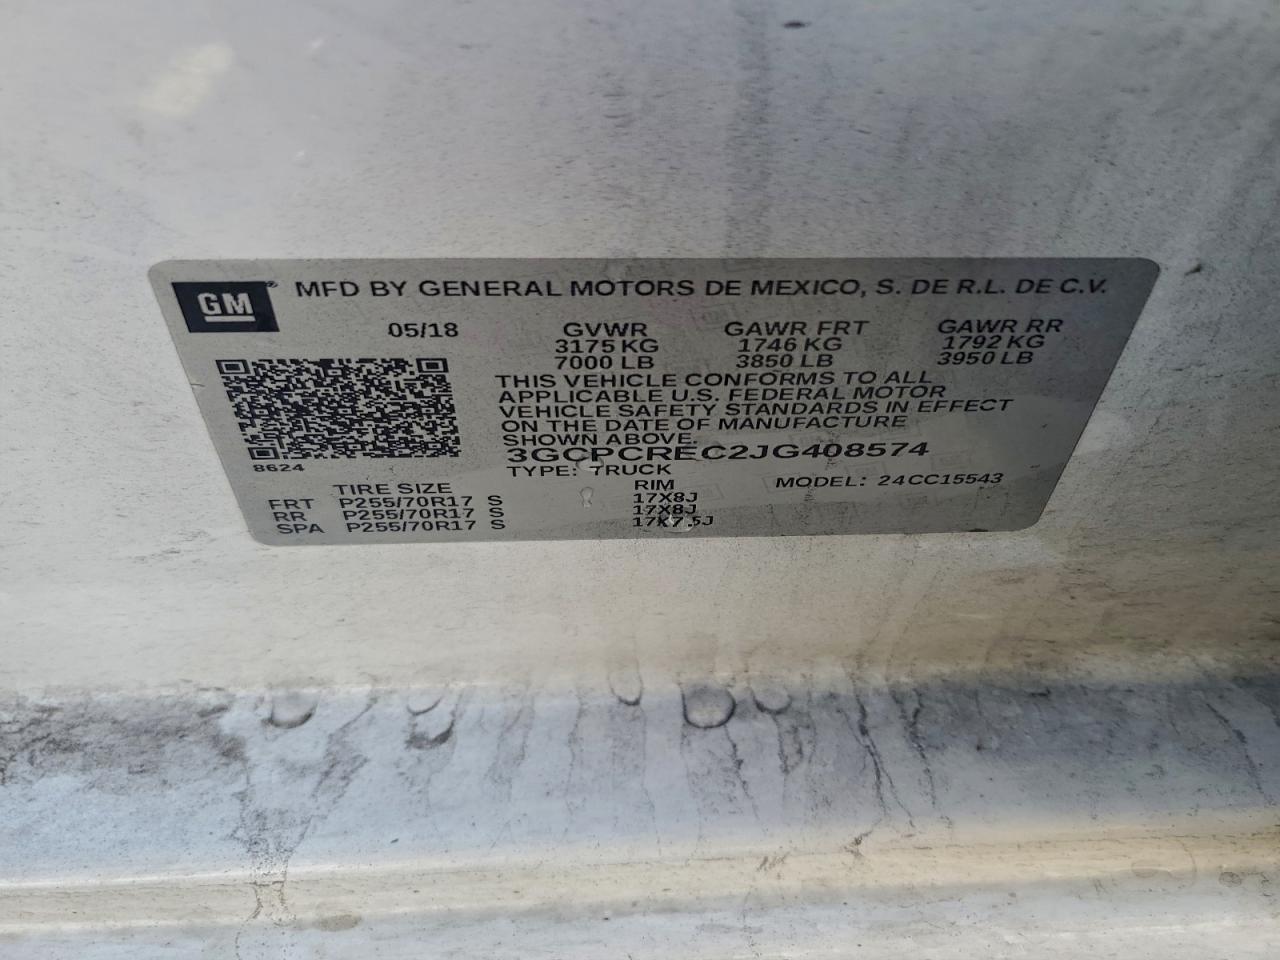 GM ® MFD BY GENERAL MOTORS DE MEXICO, S. DE R.L. DE C.V.
05/18 GVWR GAWR FRT GAWR RR
3175 KG 1746 KG 1792 KG
7000 LB 3850 LB 3950 LB
THIS VEHICLE CONFORMS TO ALL
APPLICABLE U.S. FEDERAL MOTOR
VEHICLE SAFETY STANDARDS IN EFFECT
ON THE DATE OF MANUFACTURE
SHOWN ABOVE.
3GCPCREC2JG408574
8624
TYPE: TRUCK MODEL: 24CC15543
TIRE SIZE RIM
FRT P255/70R17 S 17X8J
RR P255/70R17 S 17X8J
SPA P255/70R17 S 17X7.5J